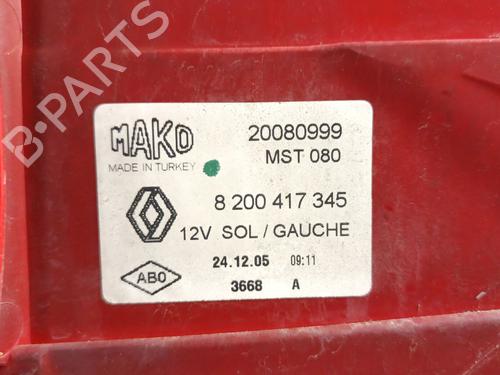 B-PARTS
MAKO
MADE IN TURKEY
20080999
MST 080
8 200 417 345
12V SOL / GAUCHE
24.12.05 09:11
ABO
3668 A